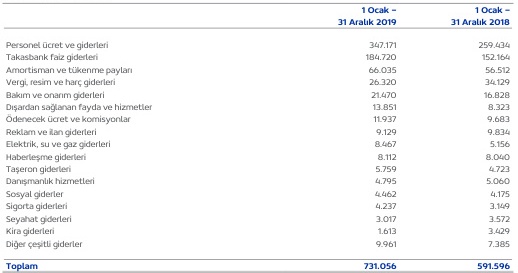 1 Ocak – 1 Ocak –
31 Aralık 2019 31 Aralık 2018
Personel ücret ve giderleri 347.171 259.434
Takasbank faiz giderleri 184.720 152.164
Amortisman ve tükenme payları 66.035 56.512
Vergi, resim ve harç giderleri 26.320 34.129
Bakım ve onarım giderleri 21.470 16.828
Dışardan sağlanan fayda ve hizmetler 13.851 8.323
Ödenecek ücret ve komisyonlar 11.937 9.683
Reklam ve ilan giderleri 9.129 9.834
Elektrik, su ve gaz giderleri 8.467 5.156
Haberleşme giderleri 8.112 8.040
Taşeron giderleri 5.759 4.723
Danışmanlık hizmetleri 4.795 5.060
Sosyal giderler 4.462 4.175
Sigorta giderleri 4.237 3.149
Seyahat giderleri 3.017 3.572
Kira giderleri 1.613 3.429
Diğer çeşitli giderler 9.961 7.385
Toplam 731.056 591.596